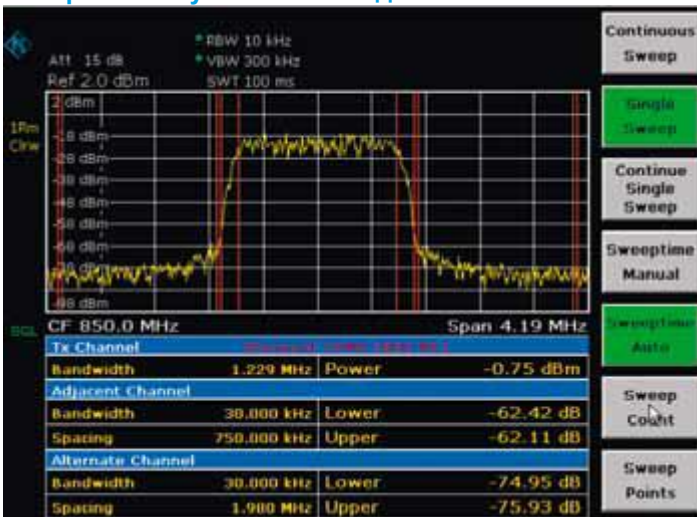 Att 15 dB
Ref 2.0 dBm
* RBW 10 kHz
* VBW 300 kHz
SWT 100 ms
1Rm
Clrw
2 dBm
-18 dBm
-28 dBm
-38 dBm
-48 dBm
-58 dBm
-68 dBm
-98 dBm
SGL
CF 850.0 MHz
Span 4.19 MHz
Tx Channel
Bandwidth 1.229 MHz Power -0.75 dBm
Adjacent Channel
Bandwidth 30.000 kHz Lower -62.42 dB
Spacing 750.000 kHz Upper -62.11 dB
Alternate Channel
Bandwidth 30.000 kHz Lower -74.95 dB
Spacing 1.980 MHz Upper -75.93 dB
Continuous
Sweep
Single
Sweep
Continue
Single
Sweep
Sweeptime
Manual
Sweeptime
Auto
Sweep
Count
Sweep
Points